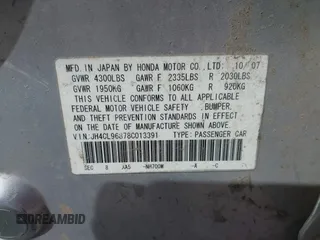 MFD. IN JAPAN BY HONDA MOTOR CO.,LTD. 10/07
GVWR 4300LBS GAWR F 2335LBS R 2030LBS
GVWR 1950KG GAWR F 1060KG R 920KG
THIS VEHICLE CONFORMS TO ALL APPLICABLE
FEDERAL MOTOR VEHICLE SAFETY, BUMPER,
AND THEFT PREVENTION STANDARDS IN EFFECT
ON THE DATE OF MANUFACTURE SHOWN ABOVE.
V.I.N:JH4CL96878C013391 TYPE:PASSENGER CAR
NH700M -A -C
DREAMBID